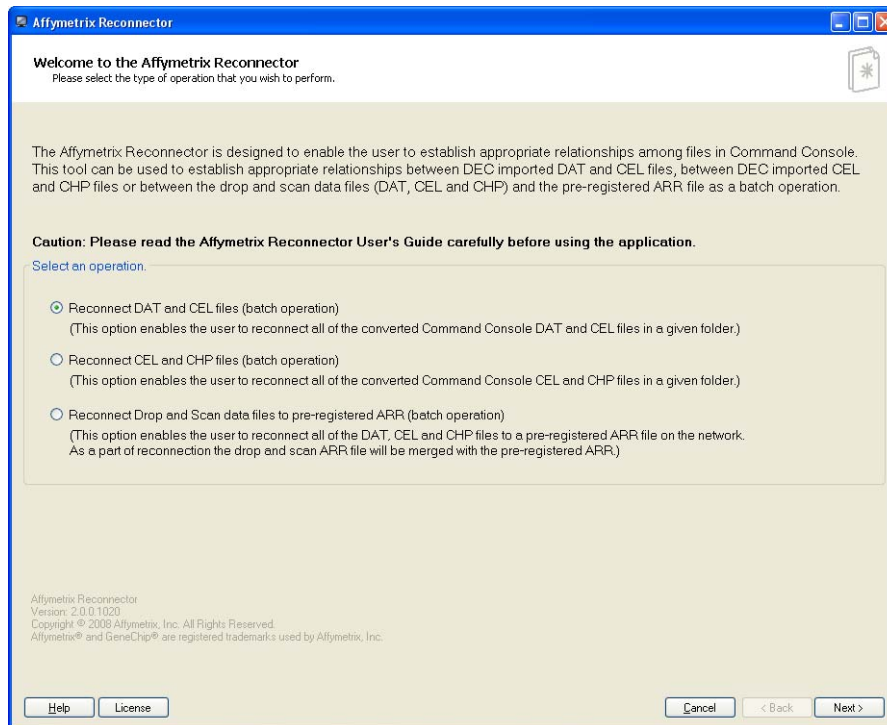 Affymetrix Reconnector
Welcome to the Affymetrix Reconnector
Please select the type of operation that you wish to perform.
The Affymetrix Reconnector is designed to enable the user to establish appropriate relationships among files in Command Console.
This tool can be used to establish appropriate relationships between DEC imported DAT and CEL files, between DEC imported CEL
and CHP files or between the drop and scan data files (DAT, CEL and CHP) and the pre-registered ARR file as a batch operation.
Caution: Please read the Affymetrix Reconnector User's Guide carefully before using the application.
Select an operation.
Reconnect DAT and CEL files (batch operation)
(This option enables the user to reconnect all of the converted Command Console DAT and CEL files in a given folder.)
Reconnect CEL and CHP files (batch operation)
(This option enables the user to reconnect all of the converted Command Console CEL and CHP files in a given folder.)
Reconnect Drop and Scan data files to pre-registered ARR (batch operation)
(This option enables the user to reconnect all of the DAT, CEL and CHP files to a pre-registered ARR file on the network.
As a part of reconnection the drop and scan ARR file will be merged with the pre-registered ARR.)
Affymetrix Reconnector
Version: 2.0.0.1020
Copyright © 2008 Affymetrix, Inc. All Rights Reserved.
Affymetrix® and GeneChip® are registered trademarks used by Affymetrix, Inc.
Help License Cancel < Back Next >